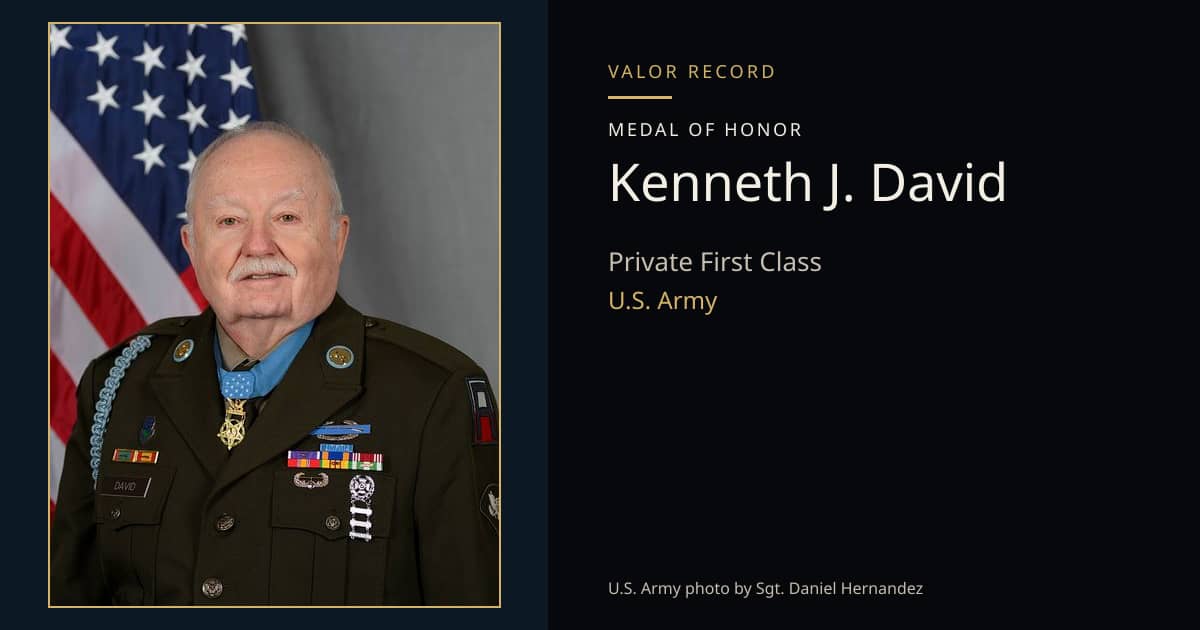 VALOR RECORD
MEDAL OF HONOR
Kenneth J. David
Private First Class
U.S. Army
DAVID
U.S. Army photo by Sgt. Daniel Hernandez